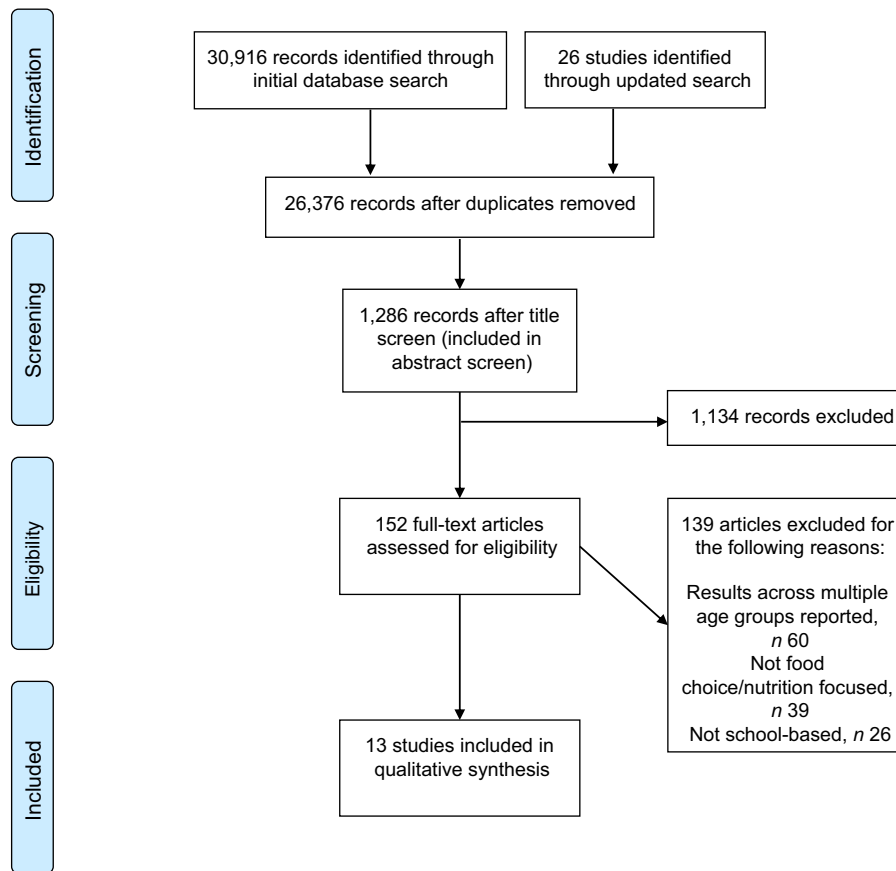 Identification
30,916 records identified through
initial database search
26 studies identified
through updated search
26,376 records after duplicates removed
Screening
1,286 records after title
screen (included in
abstract screen)
1,134 records excluded
Eligibility
152 full-text articles
assessed for eligibility
139 articles excluded for
the following reasons:
Results across multiple
age groups reported,
n 60
Not food
choice/nutrition focused,
n 39
Not school-based, n 26
Included
13 studies included in
qualitative synthesis